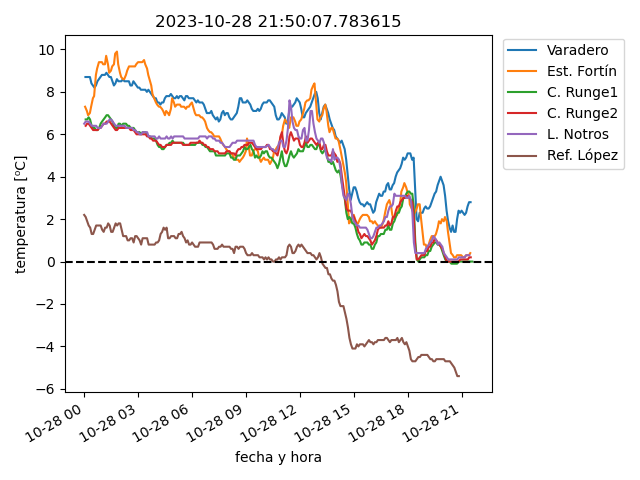 2023-10-28 21:50:07.783615
temperatura [ºC]
10
8
6
4
2
0
−2
−4
−6
10-28 00
10-28 03
10-28 06
10-28 09
10-28 12
10-28 15
10-28 18
10-28 21
fecha y hora
Varadero
Est. Fortín
C. Runge1
C. Runge2
L. Notros
Ref. López